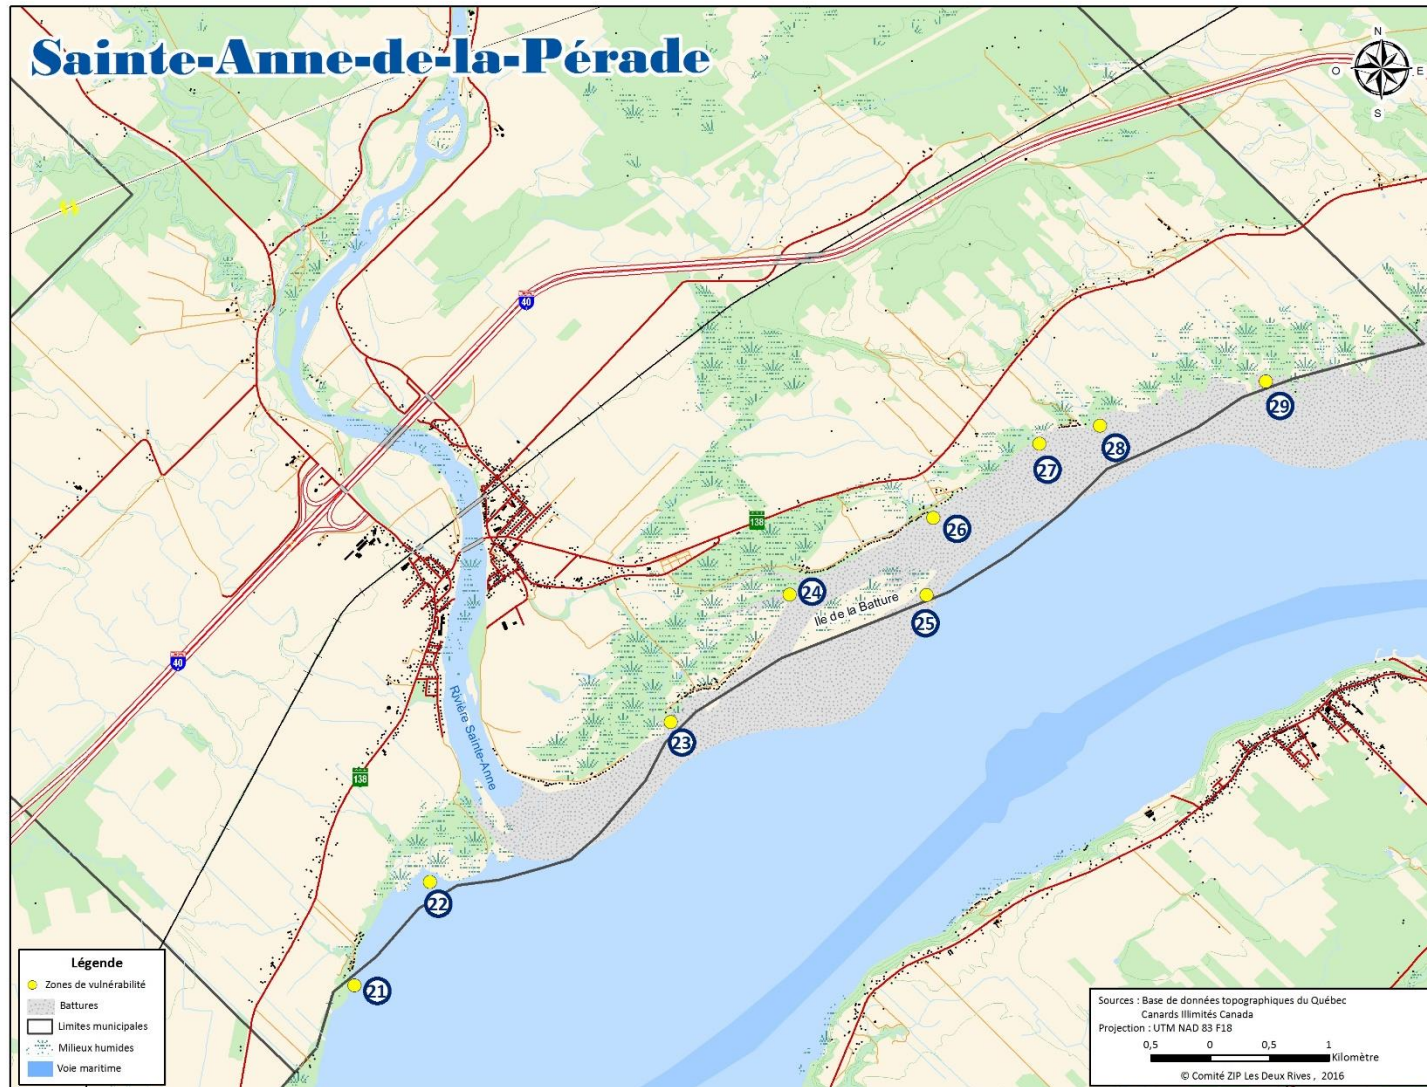 Sainte-Anne-de-la-Pérade
N
O
E
S
40
40
138
138
Rivière Sainte-Anne
Ile de la Batture
29
28
27
26
24
25
23
22
21
Légende
Zones de vulnérabilité
Battures
Limites municipales
Milieux humides
Voie maritime
Sources : Base de données topographiques du Québec
Canards Illimités Canada
Projection : UTM NAD 83 F18
0,5 0 0,5 1
Kilomètre
© Comité ZIP Les Deux Rives , 2016